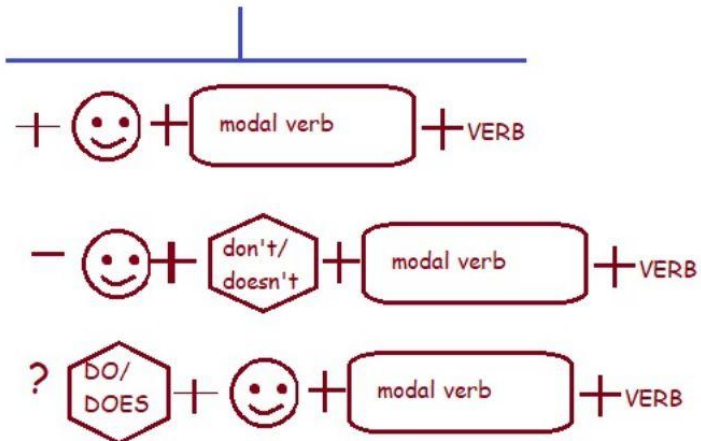 + + modal verb + VERB
- + don't/
doesn't + modal verb + VERB
? DO/
DOES + + modal verb + VERB